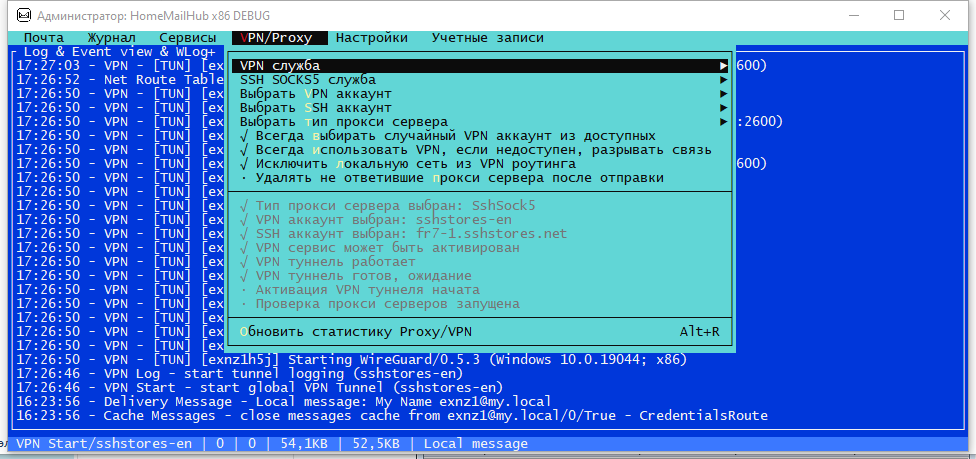 Администратор: HomeMailHub x86 DEBUG
Почта Журнал Сервисы VPN/Proxy Настройки Учетные записи
Log & Event view & WLog+
17:27:03 - VPN - [TUN] [ex
600)
17:26:52 - Net Route Table
17:26:50 - VPN - [TUN] [ex
17:26:50 - VPN - [TUN] [ex
17:26:50 - VPN - [TUN] [ex
:2600)
17:26:50 - VPN - [TUN] [ex
17:26:50 - VPN - [TUN] [ex
17:26:50 - VPN - [TUN] [ex
600)
17:26:50 - VPN - [TUN] [ex
17:26:50 - VPN - [TUN] [ex
17:26:50 - VPN - [TUN] [ex
17:26:50 - VPN - [TUN] [ex
17:26:50 - VPN - [TUN] [ex
17:26:50 - VPN - [TUN] [ex
17:26:50 - VPN - [TUN] [ex
17:26:50 - VPN - [TUN] [ex
17:26:50 - VPN - [TUN] [ex
17:26:50 - VPN - [TUN] [ex
17:26:50 - VPN - [TUN] [ex
17:26:50 - VPN - [TUN] [ex
17:26:50 - VPN - [TUN] [ex
VPN служба ►
SSH SOCKS5 служба ►
Выбрать VPN аккаунт ►
Выбрать SSH аккаунт ►
Выбрать тип прокси сервера ►
√ Всегда выбирать случайный VPN аккаунт из доступных
√ Всегда использовать VPN, если недоступен, разрывать связь
√ Исключить локальную сеть из VPN роутинга
· Удалять не ответившие прокси сервера после отправки
√ Тип прокси сервера выбран: SshSock5
√ VPN аккаунт выбран: sshstores-en
√ SSH аккаунт выбран: fr7-1.sshstores.net
√ VPN сервис может быть активирован
√ VPN туннель работает
√ VPN туннель готов, ожидание
· Активация VPN туннеля начата
· Проверка прокси серверов запущена
Обновить статистику Proxy/VPN Alt+R
17:26:50 - VPN - [TUN] [exnz1h5j] Starting WireGuard/0.5.3 (Windows 10.0.19044; x86)
17:26:46 - VPN Log - start tunnel logging (sshstores-en)
17:26:46 - VPN Start - start global VPN Tunnel (sshstores-en)
16:23:56 - Delivery Message - Local message: My Name exnz1@my.local
16:23:56 - Cache Messages - close messages cache from exnz1@my.local/0/True - CredentialsRoute
VPN Start/sshstores-en | 0 | 0 | 54,1KB | 52,5KB | Local message